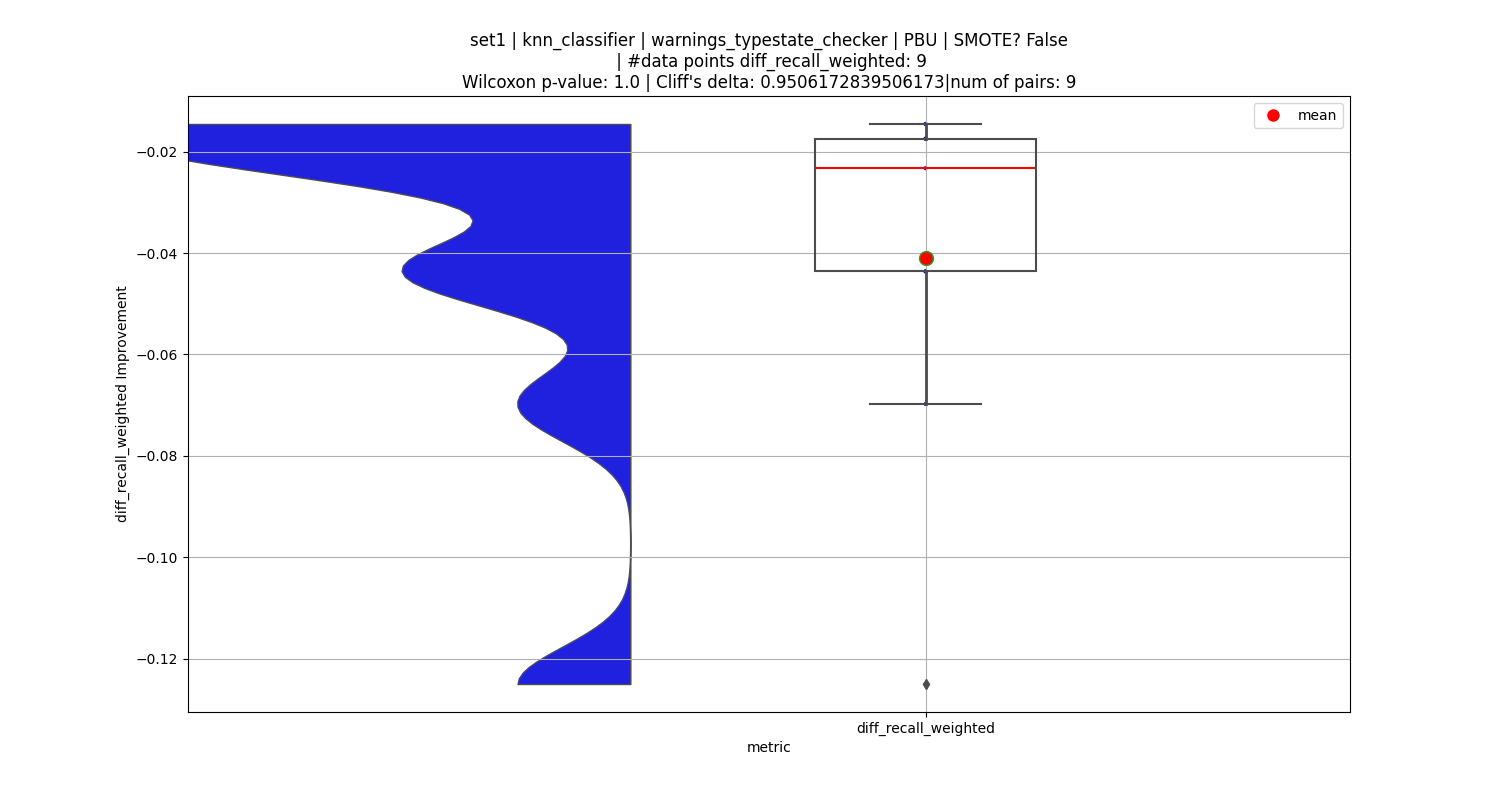 set1 | knn_classifier | warnings_typestate_checker | PBU | SMOTE? False
| #data points diff_recall_weighted: 9
Wilcoxon p-value: 1.0 | Cliff's delta: 0.9506172839506173|num of pairs: 9
mean
−0.02
−0.04
−0.06
−0.08
−0.10
−0.12
diff_recall_weighted Improvement
diff_recall_weighted
metric